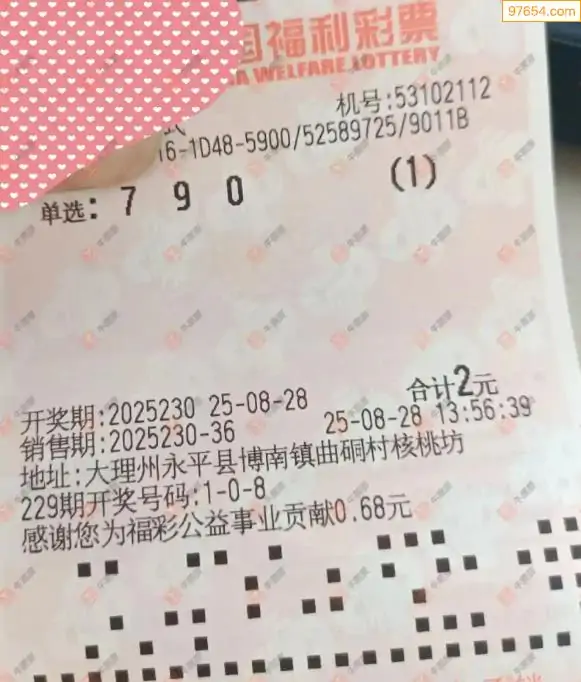 97654.com
国福利彩票
A WELFARE LOTTERY
机号:53102112
16-1D48-5900/52589725/9011B
单选: 7 9 0 (1)
合计2元
开奖期:2025230 25-08-28
销售期:2025230-36 25-08-28 13:56:39
地址:大理州永平县博南镇曲硐村核桃坊
229期开奖号码:1-0-8
感谢您为福彩公益事业贡献0.68元